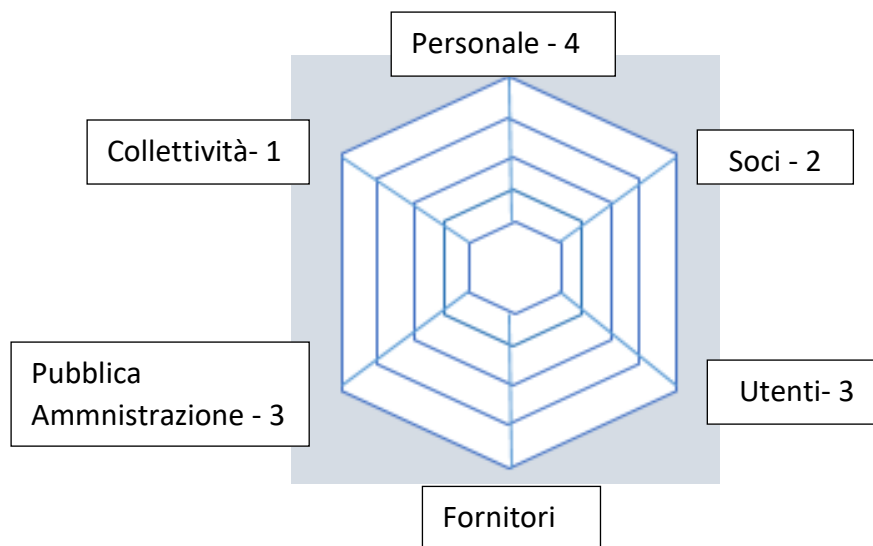 Personale - 4
Collettività- 1
Soci - 2
Pubblica
Ammnistrazione - 3
Utenti- 3
Fornitori